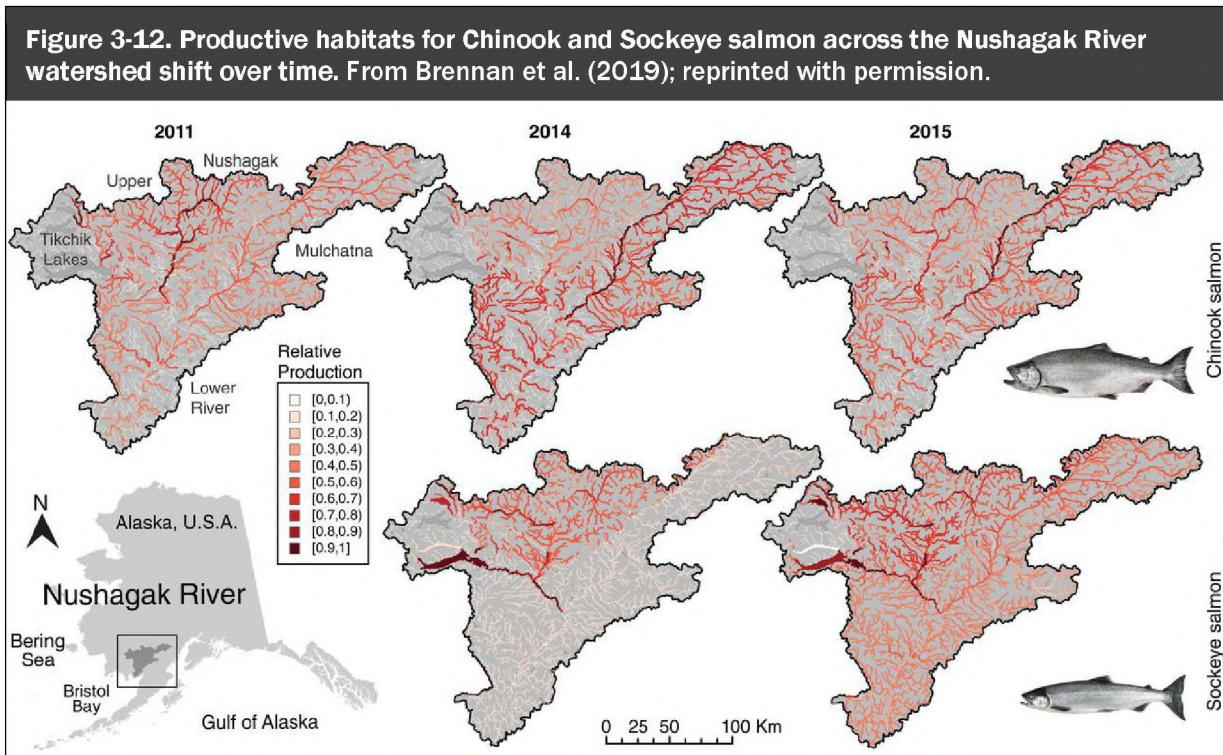 Figure 3-12. Productive habitats for Chinook and Sockeye salmon across the Nushagak River
watershed shift over time. From Brennan et al. (2019); reprinted with permission.
2011
2014
2015
Nushagak
Upper
Tikchik
Lakes
Mulchatna
Lower
River
Chinook salmon
Relative
Production
[0,0.1)
[0.1,0.2)
[0.2,0.3)
[0.3,0.4)
[0.4,0.5)
[0.5,0.6)
[0.6,0.7)
[0.7,0.8)
[0.8,0.9)
[0.9,1]
N
Alaska, U.S.A.
Nushagak River
Bering
Sea
Bristol
Bay
Gulf of Alaska
0 25 50 100 Km
Sockeye salmon